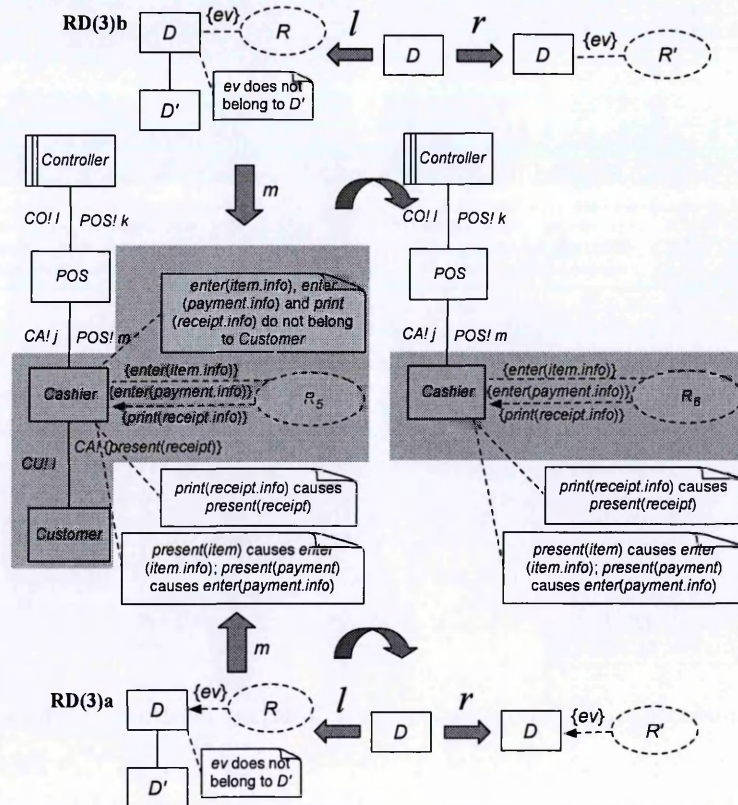 RD(3)b
D
{ev}
R
l
D
r
D
{ev}
R'
ev does not
belong to D'
D'
m
Controller
CO! l
POS! k
POS
enter(item.info), enter
(payment.info) and print
(receipt.info) do not belong
to Customer
CA! j
POS! m
Cashier
{enter(item.info)}
{enter(payment.info)}
{print(receipt.info)}
R5
CA! {present(receipt)}
CU! i
Customer
print(receipt.info) causes
present(receipt)
present(item) causes enter
(item.info); present(payment)
causes enter(payment.info)
Controller
CO! l
POS! k
POS
CA! j
POS! m
Cashier
{enter(item.info)}
{enter(payment.info)}
{print(receipt.info)}
print(receipt.info) causes
present(receipt)
present(item) causes enter
(item.info); present(payment)
causes enter(payment.info)
m
RD(3)a
D
{ev}
R
l
D
r
D
{ev}
R'
ev does not
belong to D'
D'